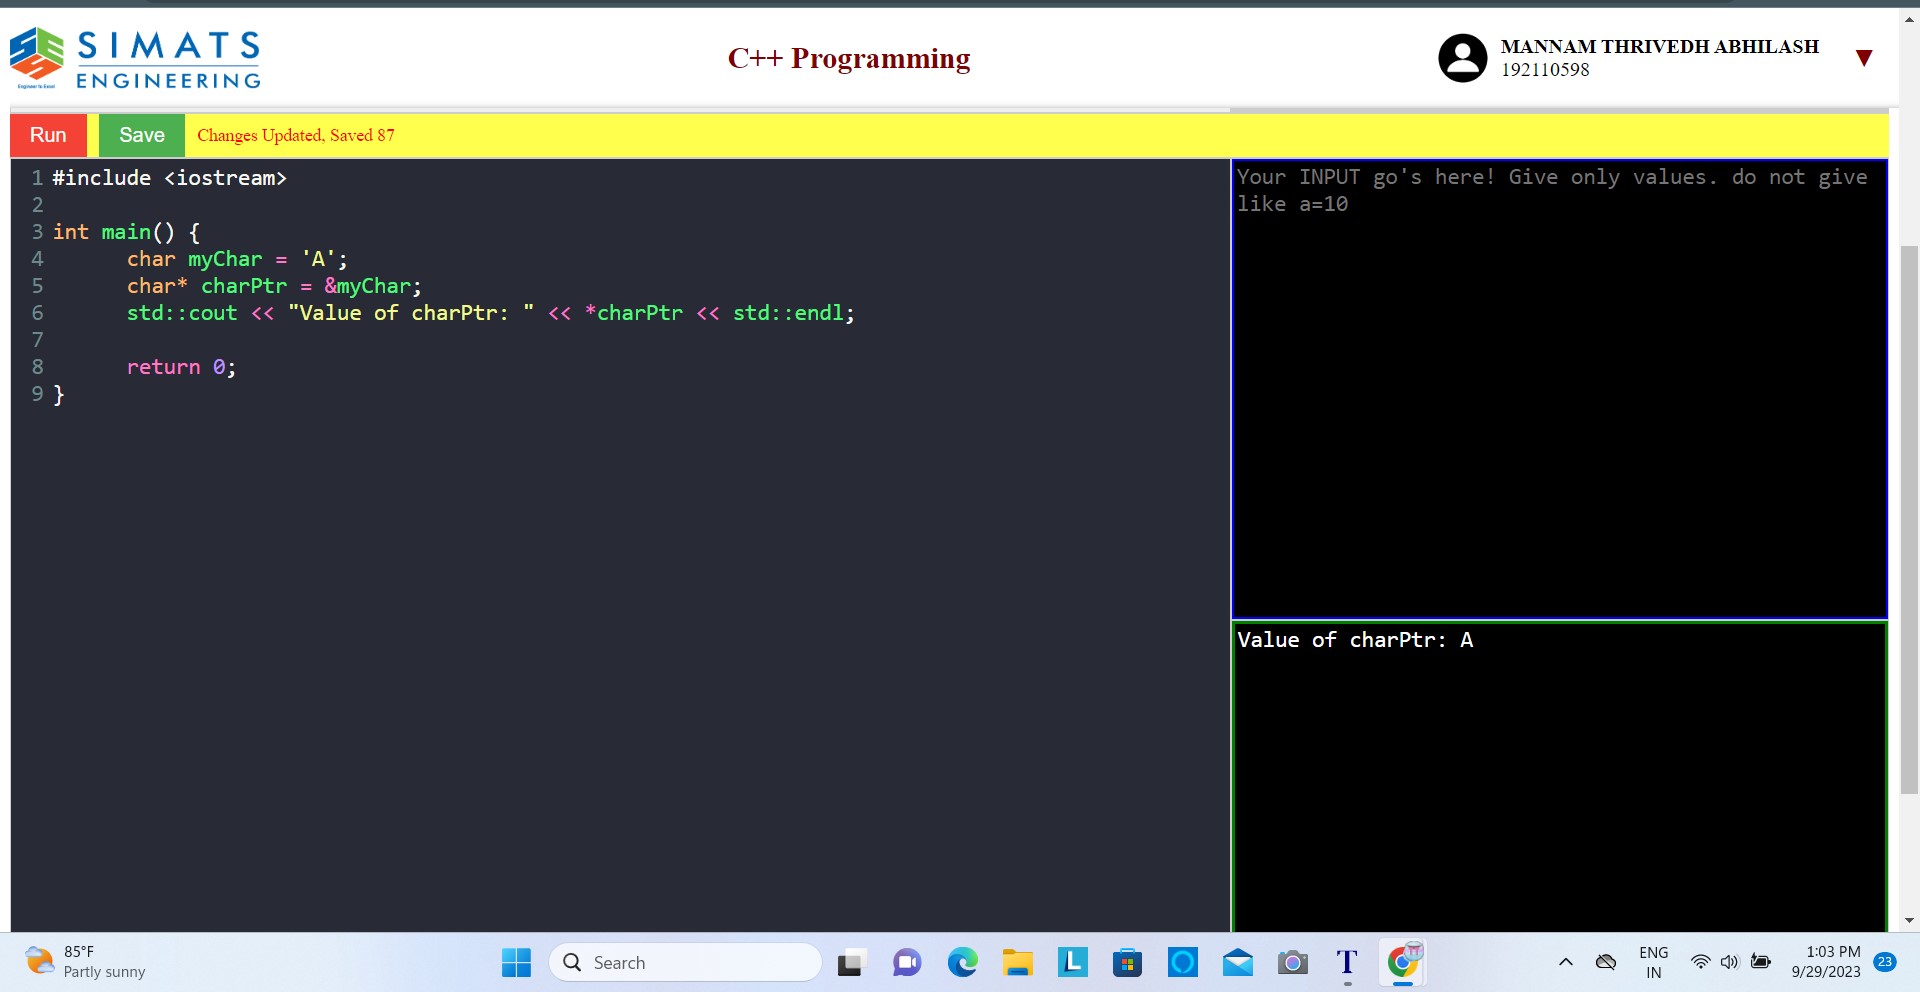 SIMATS
ENGINEERING
Engineer to Excel
C++ Programming
MANNAM THRIVEDH ABHILASH
192110598
Run Save Changes Updated, Saved 87
1 #include <iostream>
2
3 int main() {
4 char myChar = 'A';
5 char* charPtr = &myChar;
6 std::cout << "Value of charPtr: " << *charPtr << std::endl;
7
8 return 0;
9 }
Your INPUT go's here! Give only values. do not give
like a=10
Value of charPtr: A
85°F
Partly sunny
Search
L
T
ENG
IN
1:03 PM
9/29/2023
23